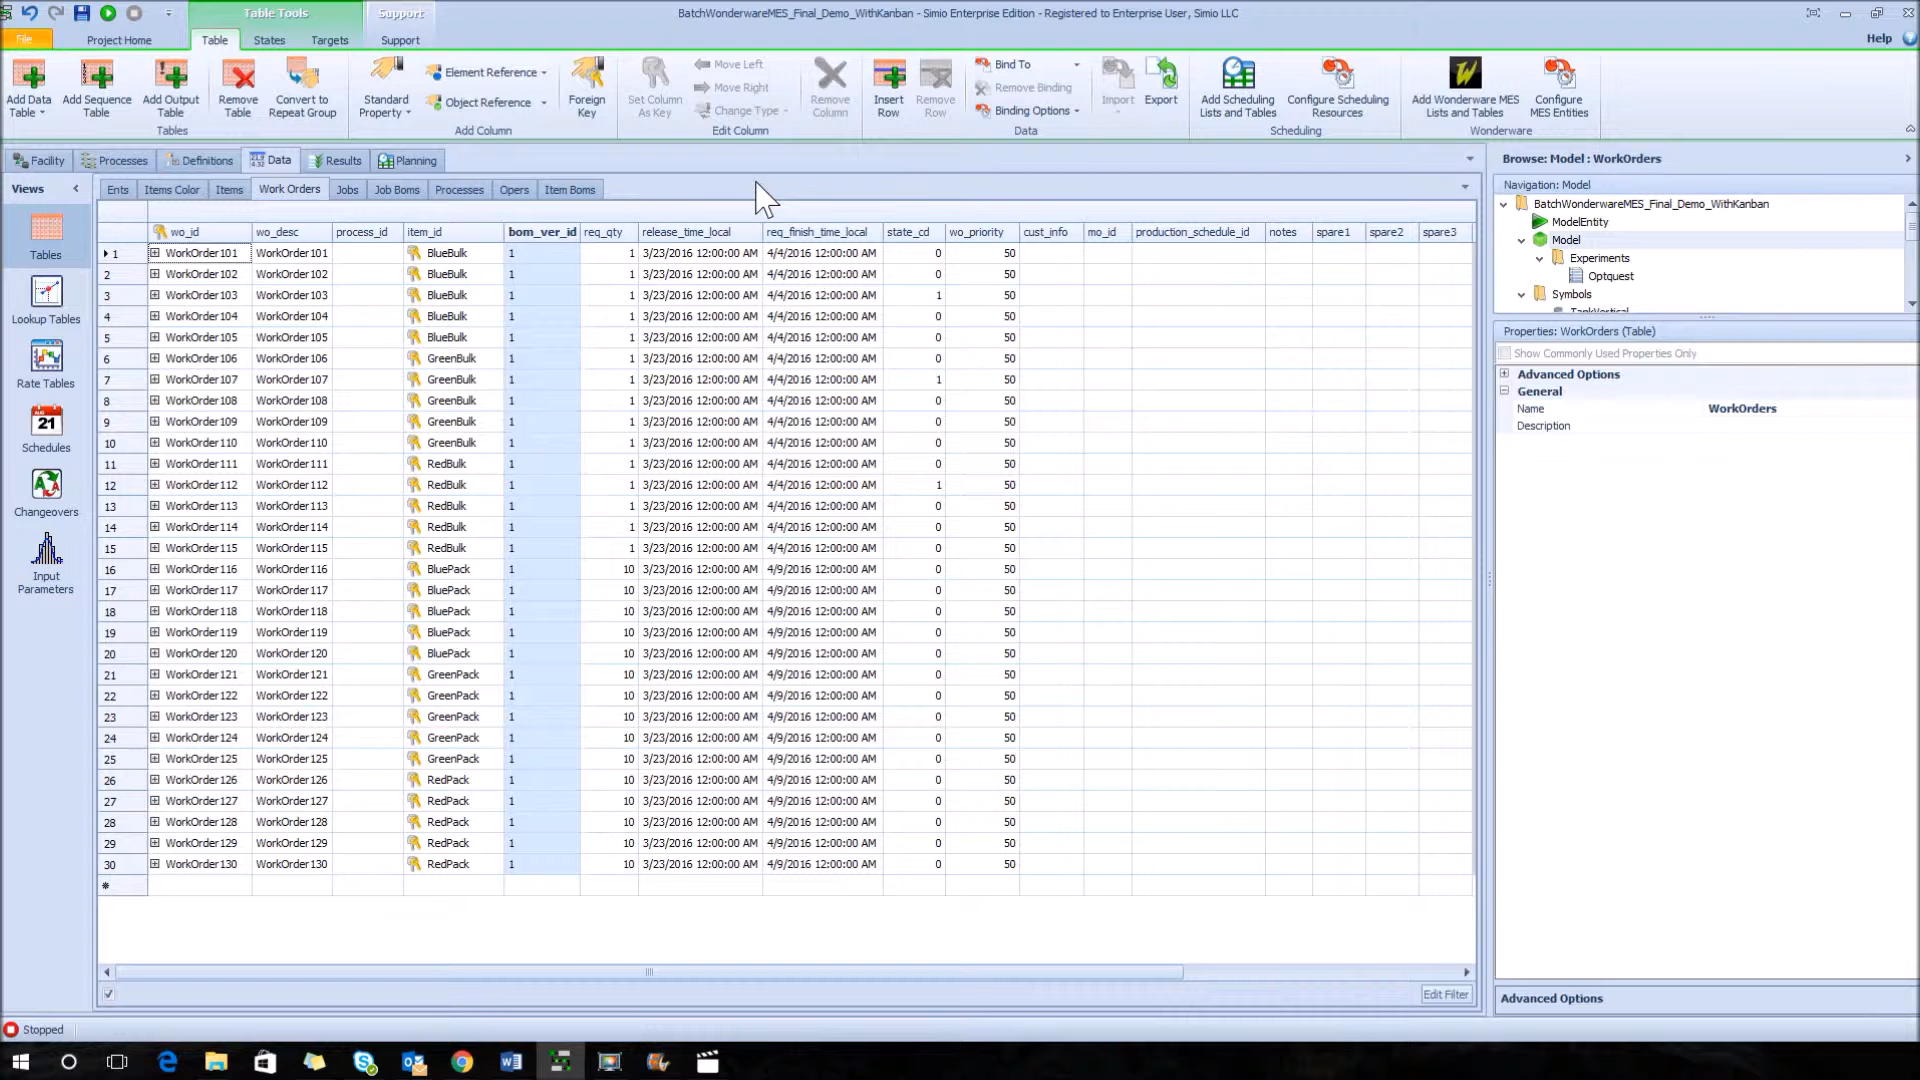 Table Tools Support BatchWonderwareMES_Final_Demo_WithKanban - Simio Enterprise Edition - Registered to Enterprise User, Simio LLC
File Project Home Table States Targets Support Help
Add Data Table
Add Sequence Table
Add Output Table
Remove Table
Convert to Repeat Group
Tables
Standard Property
Element Reference
Object Reference
Foreign Key
Add Column
Set Column As Key
Move Left
Move Right
Change Type
Remove Column
Edit Column
Insert Row
Remove Row
Bind To
Remove Binding
Binding Options
Import
Export
Data
Add Scheduling Lists and Tables
Configure Scheduling Resources
Scheduling
Add Wonderware MES Lists and Tables
Configure MES Entities
Wonderware
Facility Processes Definitions Data Results Planning
Views
Tables
Lookup Tables
Rate Tables
21
Schedules
Changeovers
Input Parameters
Ents Items Color Items Work Orders Jobs Job Boms Processes Opers Item Boms
wo_id wo_desc process_id item_id bom_ver_id req_qty release_time_local req_finish_time_local state_cd wo_priority cust_info mo_id production_schedule_id notes spare1 spare2 spare3
1 WorkOrder101 WorkOrder101 BlueBulk 1 1 3/23/2016 12:00:00 AM 4/4/2016 12:00:00 AM 0 50
2 WorkOrder102 WorkOrder102 BlueBulk 1 1 3/23/2016 12:00:00 AM 4/4/2016 12:00:00 AM 0 50
3 WorkOrder103 WorkOrder103 BlueBulk 1 1 3/23/2016 12:00:00 AM 4/4/2016 12:00:00 AM 1 50
4 WorkOrder104 WorkOrder104 BlueBulk 1 1 3/23/2016 12:00:00 AM 4/4/2016 12:00:00 AM 0 50
5 WorkOrder105 WorkOrder105 BlueBulk 1 1 3/23/2016 12:00:00 AM 4/4/2016 12:00:00 AM 0 50
6 WorkOrder106 WorkOrder106 GreenBulk 1 1 3/23/2016 12:00:00 AM 4/4/2016 12:00:00 AM 0 50
7 WorkOrder107 WorkOrder107 GreenBulk 1 1 3/23/2016 12:00:00 AM 4/4/2016 12:00:00 AM 1 50
8 WorkOrder108 WorkOrder108 GreenBulk 1 1 3/23/2016 12:00:00 AM 4/4/2016 12:00:00 AM 0 50
9 WorkOrder109 WorkOrder109 GreenBulk 1 1 3/23/2016 12:00:00 AM 4/4/2016 12:00:00 AM 0 50
10 WorkOrder110 WorkOrder110 GreenBulk 1 1 3/23/2016 12:00:00 AM 4/4/2016 12:00:00 AM 0 50
11 WorkOrder111 WorkOrder111 RedBulk 1 1 3/23/2016 12:00:00 AM 4/4/2016 12:00:00 AM 0 50
12 WorkOrder112 WorkOrder112 RedBulk 1 1 3/23/2016 12:00:00 AM 4/4/2016 12:00:00 AM 1 50
13 WorkOrder113 WorkOrder113 RedBulk 1 1 3/23/2016 12:00:00 AM 4/4/2016 12:00:00 AM 0 50
14 WorkOrder114 WorkOrder114 RedBulk 1 1 3/23/2016 12:00:00 AM 4/4/2016 12:00:00 AM 0 50
15 WorkOrder115 WorkOrder115 RedBulk 1 1 3/23/2016 12:00:00 AM 4/4/2016 12:00:00 AM 0 50
16 WorkOrder116 WorkOrder116 BluePack 1 10 3/23/2016 12:00:00 AM 4/9/2016 12:00:00 AM 0 50
17 WorkOrder117 WorkOrder117 BluePack 1 10 3/23/2016 12:00:00 AM 4/9/2016 12:00:00 AM 0 50
18 WorkOrder118 WorkOrder118 BluePack 1 10 3/23/2016 12:00:00 AM 4/9/2016 12:00:00 AM 0 50
19 WorkOrder119 WorkOrder119 BluePack 1 10 3/23/2016 12:00:00 AM 4/9/2016 12:00:00 AM 0 50
20 WorkOrder120 WorkOrder120 BluePack 1 10 3/23/2016 12:00:00 AM 4/9/2016 12:00:00 AM 0 50
21 WorkOrder121 WorkOrder121 GreenPack 1 10 3/23/2016 12:00:00 AM 4/9/2016 12:00:00 AM 0 50
22 WorkOrder122 WorkOrder122 GreenPack 1 10 3/23/2016 12:00:00 AM 4/9/2016 12:00:00 AM 0 50
23 WorkOrder123 WorkOrder123 GreenPack 1 10 3/23/2016 12:00:00 AM 4/9/2016 12:00:00 AM 0 50
24 WorkOrder124 WorkOrder124 GreenPack 1 10 3/23/2016 12:00:00 AM 4/9/2016 12:00:00 AM 0 50
25 WorkOrder125 WorkOrder125 GreenPack 1 10 3/23/2016 12:00:00 AM 4/9/2016 12:00:00 AM 0 50
26 WorkOrder126 WorkOrder126 RedPack 1 10 3/23/2016 12:00:00 AM 4/9/2016 12:00:00 AM 0 50
27 WorkOrder127 WorkOrder127 RedPack 1 10 3/23/2016 12:00:00 AM 4/9/2016 12:00:00 AM 0 50
28 WorkOrder128 WorkOrder128 RedPack 1 10 3/23/2016 12:00:00 AM 4/9/2016 12:00:00 AM 0 50
29 WorkOrder129 WorkOrder129 RedPack 1 10 3/23/2016 12:00:00 AM 4/9/2016 12:00:00 AM 0 50
30 WorkOrder130 WorkOrder130 RedPack 1 10 3/23/2016 12:00:00 AM 4/9/2016 12:00:00 AM 0 50
Edit Filter
Browse: Model : WorkOrders
Navigation: Model
BatchWonderwareMES_Final_Demo_WithKanban
ModelEntity
Model
Experiments
Optquest
Symbols
TankVertical
Properties: WorkOrders (Table)
Show Commonly Used Properties Only
Advanced Options
General
Name WorkOrders
Description
Advanced Options
Stopped